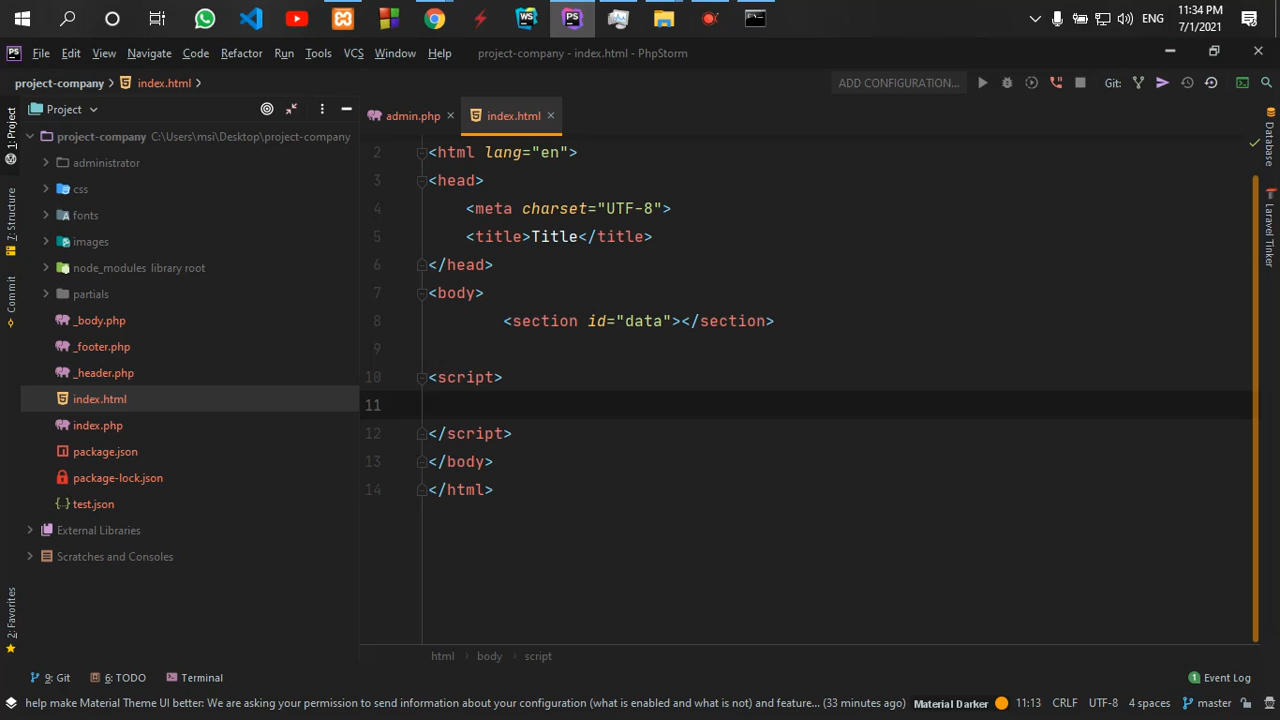 ENG
11:34 PM
7/1/2021
PS
File Edit View Navigate Code Refactor Run Tools VCS Window Help
project-company - index.html - PhpStorm
project-company
index.html
ADD CONFIGURATION...
Git:
1: Project
7: Structure
Commit
2: Favorites
Project
project-company C:\Users\msi\Desktop\project-company
administrator
css
fonts
images
node_modules library root
partials
_body.php
_footer.php
_header.php
index.html
index.php
package.json
package-lock.json
test.json
External Libraries
Scratches and Consoles
admin.php
index.html
2 <html lang="en">
3 <head>
4 <meta charset="UTF-8">
5 <title>Title</title>
6 </head>
7 <body>
8 <section id="data"></section>
9
10 <script>
11
12 </script>
13 </body>
14 </html>
html
body
script
Database
Laravel Tinker
9: Git
6: TODO
Terminal
1 Event Log
help make Material Theme UI better: We are asking your permission to send information about your configuration (what is enabled and what is not) and feature... (33 minutes ago)
Material Darker
11:13
CRLF
UTF-8
4 spaces
master